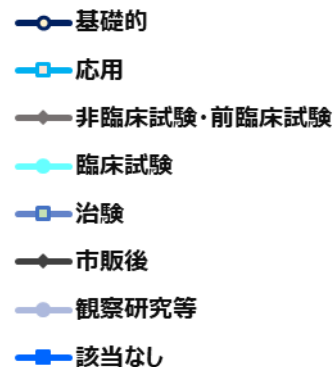 基礎的
応用
非臨床試験・前臨床試験
臨床試験
治験
市販後
観察研究等
該当なし